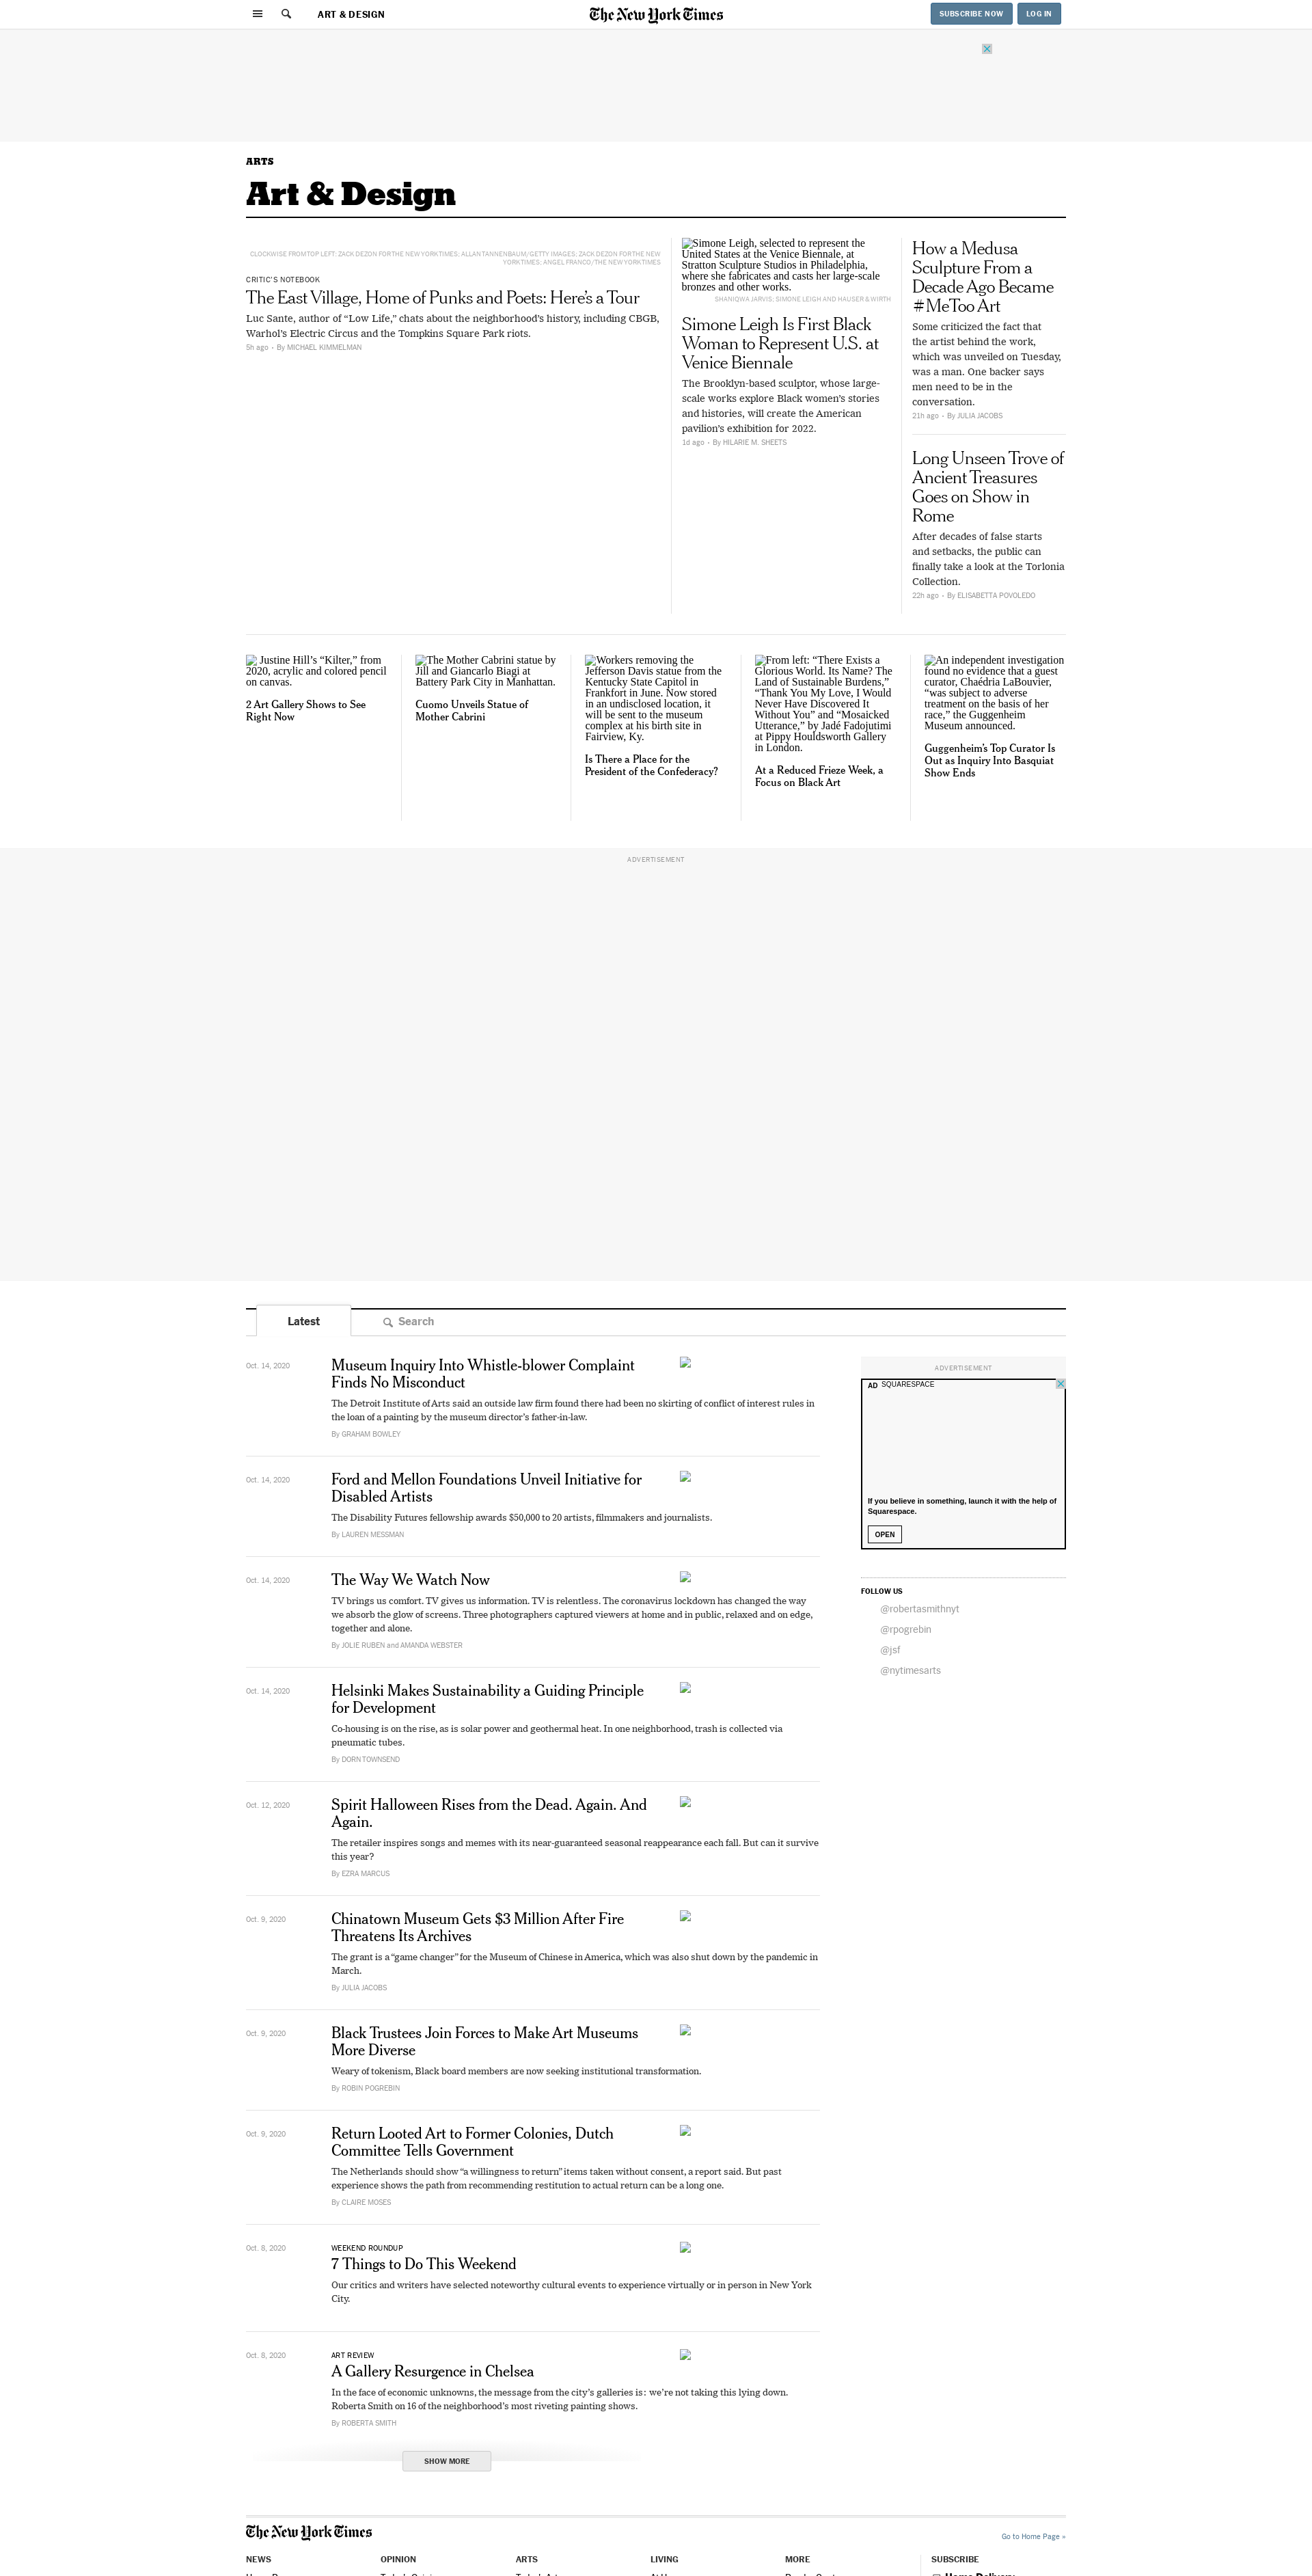 ART & DESIGN
The New York Times
SUBSCRIBE NOW
LOG IN
ARTS
Art & Design
CLOCKWISE FROM TOP LEFT: ZACK DEZON FOR THE NEW YORK TIMES; ALLAN TANNENBAUM/GETTY IMAGES; ZACK DEZON FOR THE NEW
YORK TIMES; ANGEL FRANCO/THE NEW YORK TIMES
CRITIC'S NOTEBOOK
The East Village, Home of Punks and Poets: Here’s a Tour
Luc Sante, author of “Low Life,” chats about the neighborhood’s history, including CBGB,
Warhol’s Electric Circus and the Tompkins Square Park riots.
5h ago • By MICHAEL KIMMELMAN
Simone Leigh, selected to represent the
United States at the Venice Biennale, at
Stratton Sculpture Studios in Philadelphia,
where she fabricates and casts her large-scale
bronzes and other works.
SHANIQWA JARVIS; SIMONE LEIGH AND HAUSER & WIRTH
Simone Leigh Is First Black
Woman to Represent U.S. at
Venice Biennale
The Brooklyn-based sculptor, whose large-
scale works explore Black women’s stories
and histories, will create the American
pavilion’s exhibition for 2022.
1d ago • By HILARIE M. SHEETS
How a Medusa
Sculpture From a
Decade Ago Became
#MeToo Art
Some criticized the fact that
the artist behind the work,
which was unveiled on Tuesday,
was a man. One backer says
men need to be in the
conversation.
21h ago • By JULIA JACOBS
Long Unseen Trove of
Ancient Treasures
Goes on Show in
Rome
After decades of false starts
and setbacks, the public can
finally take a look at the Torlonia
Collection.
22h ago • By ELISABETTA POVOLEDO
Justine Hill’s “Kilter,” from
2020, acrylic and colored pencil
on canvas.
2 Art Gallery Shows to See
Right Now
The Mother Cabrini statue by
Jill and Giancarlo Biagi at
Battery Park City in Manhattan.
Cuomo Unveils Statue of
Mother Cabrini
Workers removing the
Jefferson Davis statue from the
Kentucky State Capitol in
Frankfort in June. Now stored
in an undisclosed location, it
will be sent to the museum
complex at his birth site in
Fairview, Ky.
Is There a Place for the
President of the Confederacy?
From left: “There Exists a
Glorious World. Its Name? The
Land of Sustainable Burdens,”
“Thank You My Love, I Would
Never Have Discovered It
Without You” and “Mosaicked
Utterance,” by Jadé Fadojutimi
at Pippy Houldsworth Gallery
in London.
At a Reduced Frieze Week, a
Focus on Black Art
An independent investigation
found no evidence that a guest
curator, Chaédria LaBouvier,
“was subject to adverse
treatment on the basis of her
race,” the Guggenheim
Museum announced.
Guggenheim’s Top Curator Is
Out as Inquiry Into Basquiat
Show Ends
ADVERTISEMENT
Latest
Search
Oct. 14, 2020
Museum Inquiry Into Whistle-blower Complaint
Finds No Misconduct
The Detroit Institute of Arts said an outside law firm found there had been no skirting of conflict of interest rules in
the loan of a painting by the museum director’s father-in-law.
By GRAHAM BOWLEY
Oct. 14, 2020
Ford and Mellon Foundations Unveil Initiative for
Disabled Artists
The Disability Futures fellowship awards $50,000 to 20 artists, filmmakers and journalists.
By LAUREN MESSMAN
Oct. 14, 2020
The Way We Watch Now
TV brings us comfort. TV gives us information. TV is relentless. The coronavirus lockdown has changed the way
we absorb the glow of screens. Three photographers captured viewers at home and in public, relaxed and on edge,
together and alone.
By JOLIE RUBEN and AMANDA WEBSTER
Oct. 14, 2020
Helsinki Makes Sustainability a Guiding Principle
for Development
Co-housing is on the rise, as is solar power and geothermal heat. In one neighborhood, trash is collected via
pneumatic tubes.
By DORN TOWNSEND
Oct. 12, 2020
Spirit Halloween Rises from the Dead. Again. And
Again.
The retailer inspires songs and memes with its near-guaranteed seasonal reappearance each fall. But can it survive
this year?
By EZRA MARCUS
Oct. 9, 2020
Chinatown Museum Gets $3 Million After Fire
Threatens Its Archives
The grant is a “game changer” for the Museum of Chinese in America, which was also shut down by the pandemic in
March.
By JULIA JACOBS
Oct. 9, 2020
Black Trustees Join Forces to Make Art Museums
More Diverse
Weary of tokenism, Black board members are now seeking institutional transformation.
By ROBIN POGREBIN
Oct. 9, 2020
Return Looted Art to Former Colonies, Dutch
Committee Tells Government
The Netherlands should show “a willingness to return” items taken without consent, a report said. But past
experience shows the path from recommending restitution to actual return can be a long one.
By CLAIRE MOSES
Oct. 8, 2020
WEEKEND ROUNDUP
7 Things to Do This Weekend
Our critics and writers have selected noteworthy cultural events to experience virtually or in person in New York
City.
Oct. 8, 2020
ART REVIEW
A Gallery Resurgence in Chelsea
In the face of economic unknowns, the message from the city’s galleries is: we’re not taking this lying down.
Roberta Smith on 16 of the neighborhood’s most riveting painting shows.
By ROBERTA SMITH
SHOW MORE
ADVERTISEMENT
AD SQUARESPACE
If you believe in something, launch it with the help of
Squarespace.
OPEN
FOLLOW US
@robertasmithnyt
@rpogrebin
@jsf
@nytimesarts
The New York Times
Go to Home Page »
NEWS
OPINION
ARTS
LIVING
MORE
SUBSCRIBE